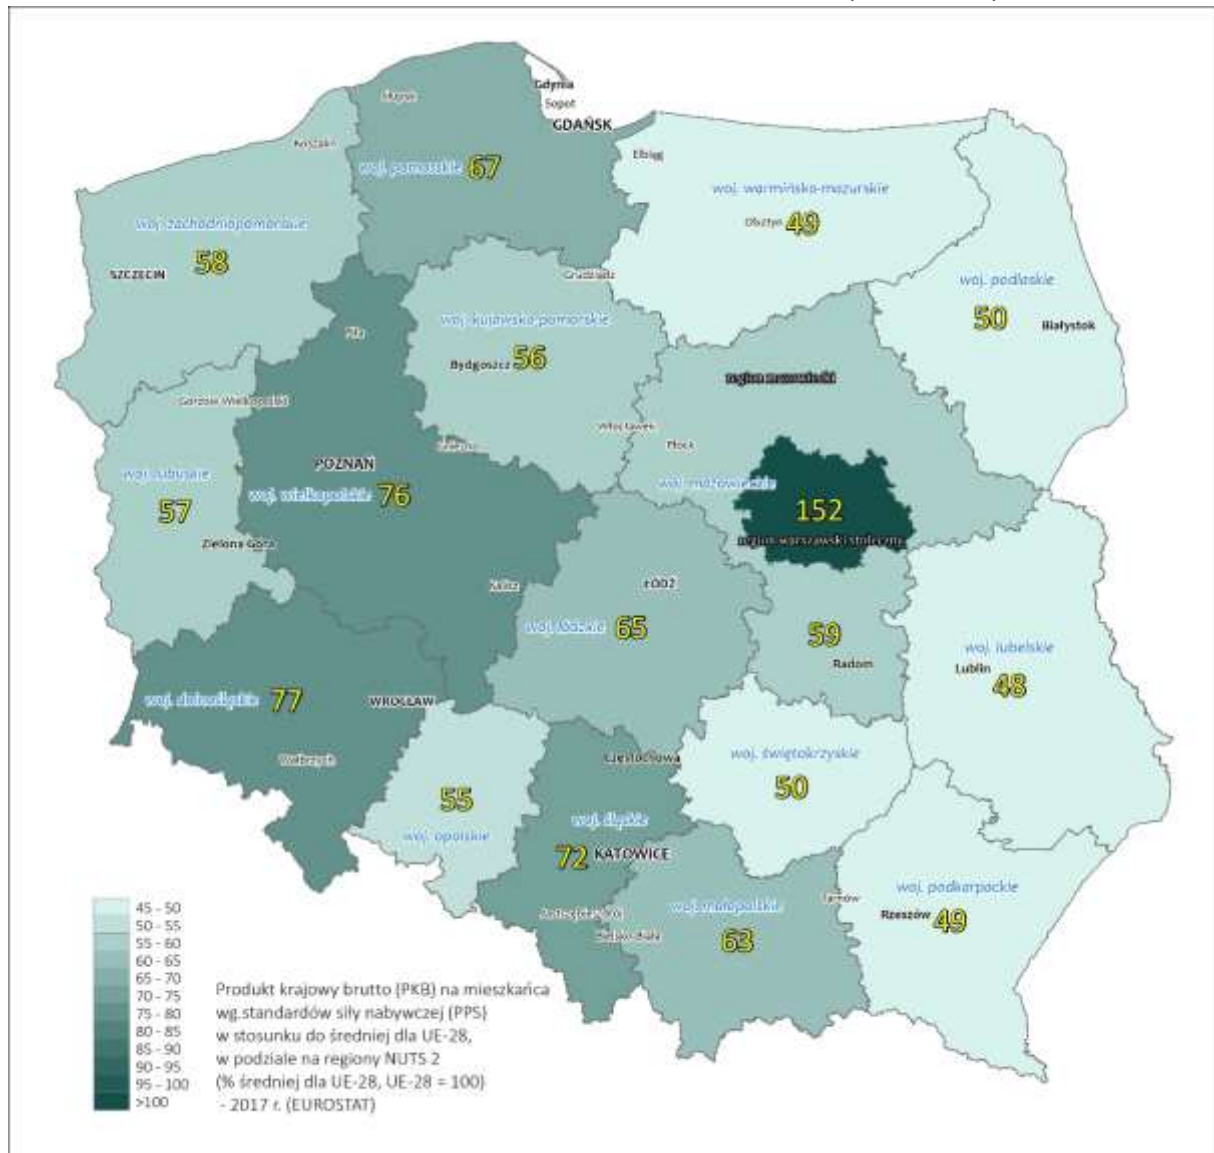 Gdynia
Sopot
GDAŃSK
Słupsk
Koszalin
woj. pomorskie 67
Elbląg
woj. warmińsko-mazurskie
Olsztyn 49
woj. zachodniopomorskie
58
SZCZECIN
Grudziądz
woj. podlaskie
50
Białystok
woj. kujawsko-pomorskie
Piła
Bydgoszcz 56
region mazowiecki
Gorzów Wielkopolski
Włocławek
Płock
Gniezno
POZNAŃ
woj. lubuskie
57
woj. wielkopolskie 76
woj. mazowieckie
152
region warszawski stołeczny
Zielona Góra
Kalisz
ŁÓDŹ
woj. łódzkie 65
59
Radom
woj. lubelskie
Lublin
48
woj. dolnośląskie 77
WROCŁAW
Wałbrzych
Częstochowa
woj. świętokrzyskie
50
55
woj. opolskie
woj. śląskie
72 KATOWICE
woj. małopolskie
63
Tarnów
woj. podkarpackie
Rzeszów 49
Jastrzębie-Zdrój
Bielsko-Biała
45 - 50
50 - 55
55 - 60
60 - 65
65 - 70
70 - 75
75 - 80
80 - 85
85 - 90
90 - 95
95 - 100
>100
Produkt krajowy brutto (PKB) na mieszkańca
wg.standardów siły nabywczej (PPS)
w stosunku do średniej dla UE-28,
w podziale na regiony NUTS 2
(% średniej dla UE-28, UE-28 = 100)
- 2017 r. (EUROSTAT)